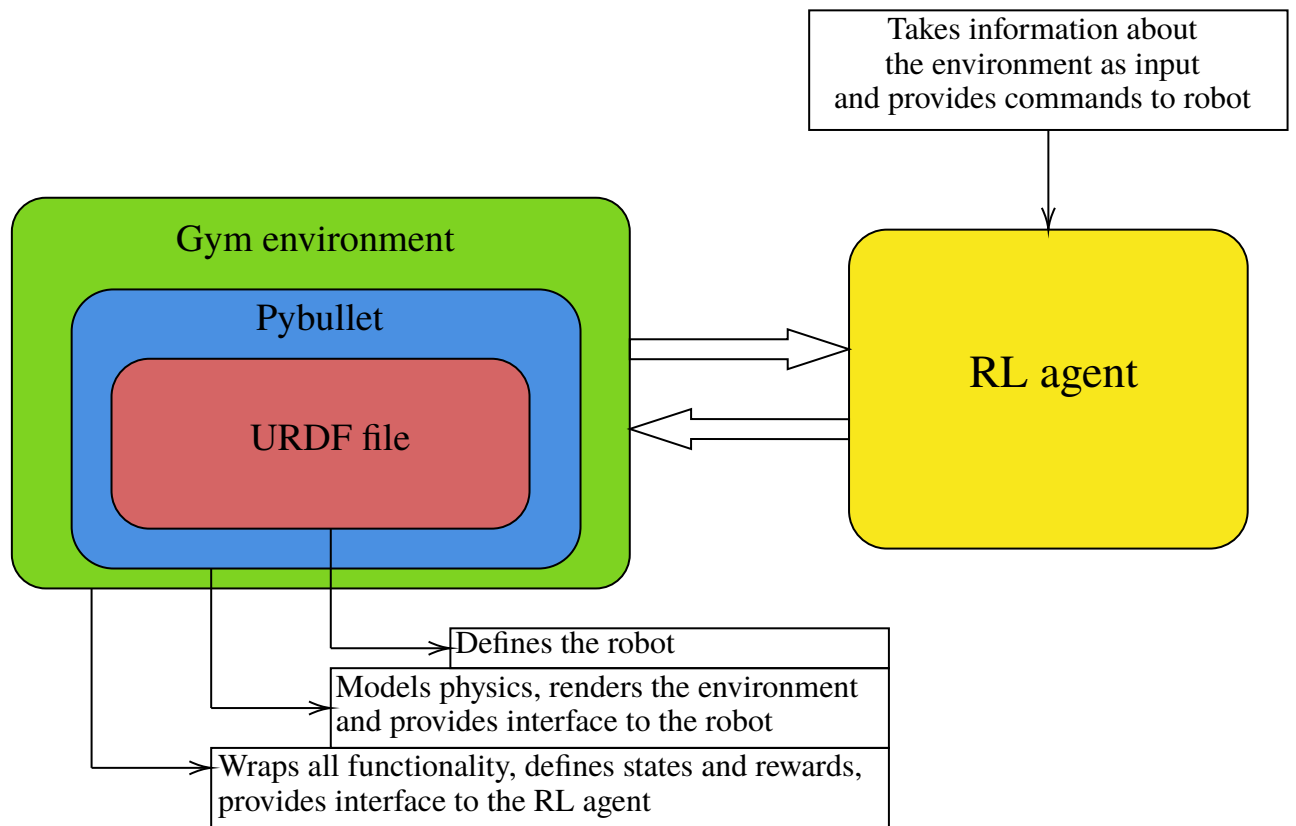 Takes information about
the environment as input
and provides commands to robot
Gym environment
Pybullet
URDF file
RL agent
Defines the robot
Models physics, renders the environment
and provides interface to the robot
Wraps all functionality, defines states and rewards,
provides interface to the RL agent